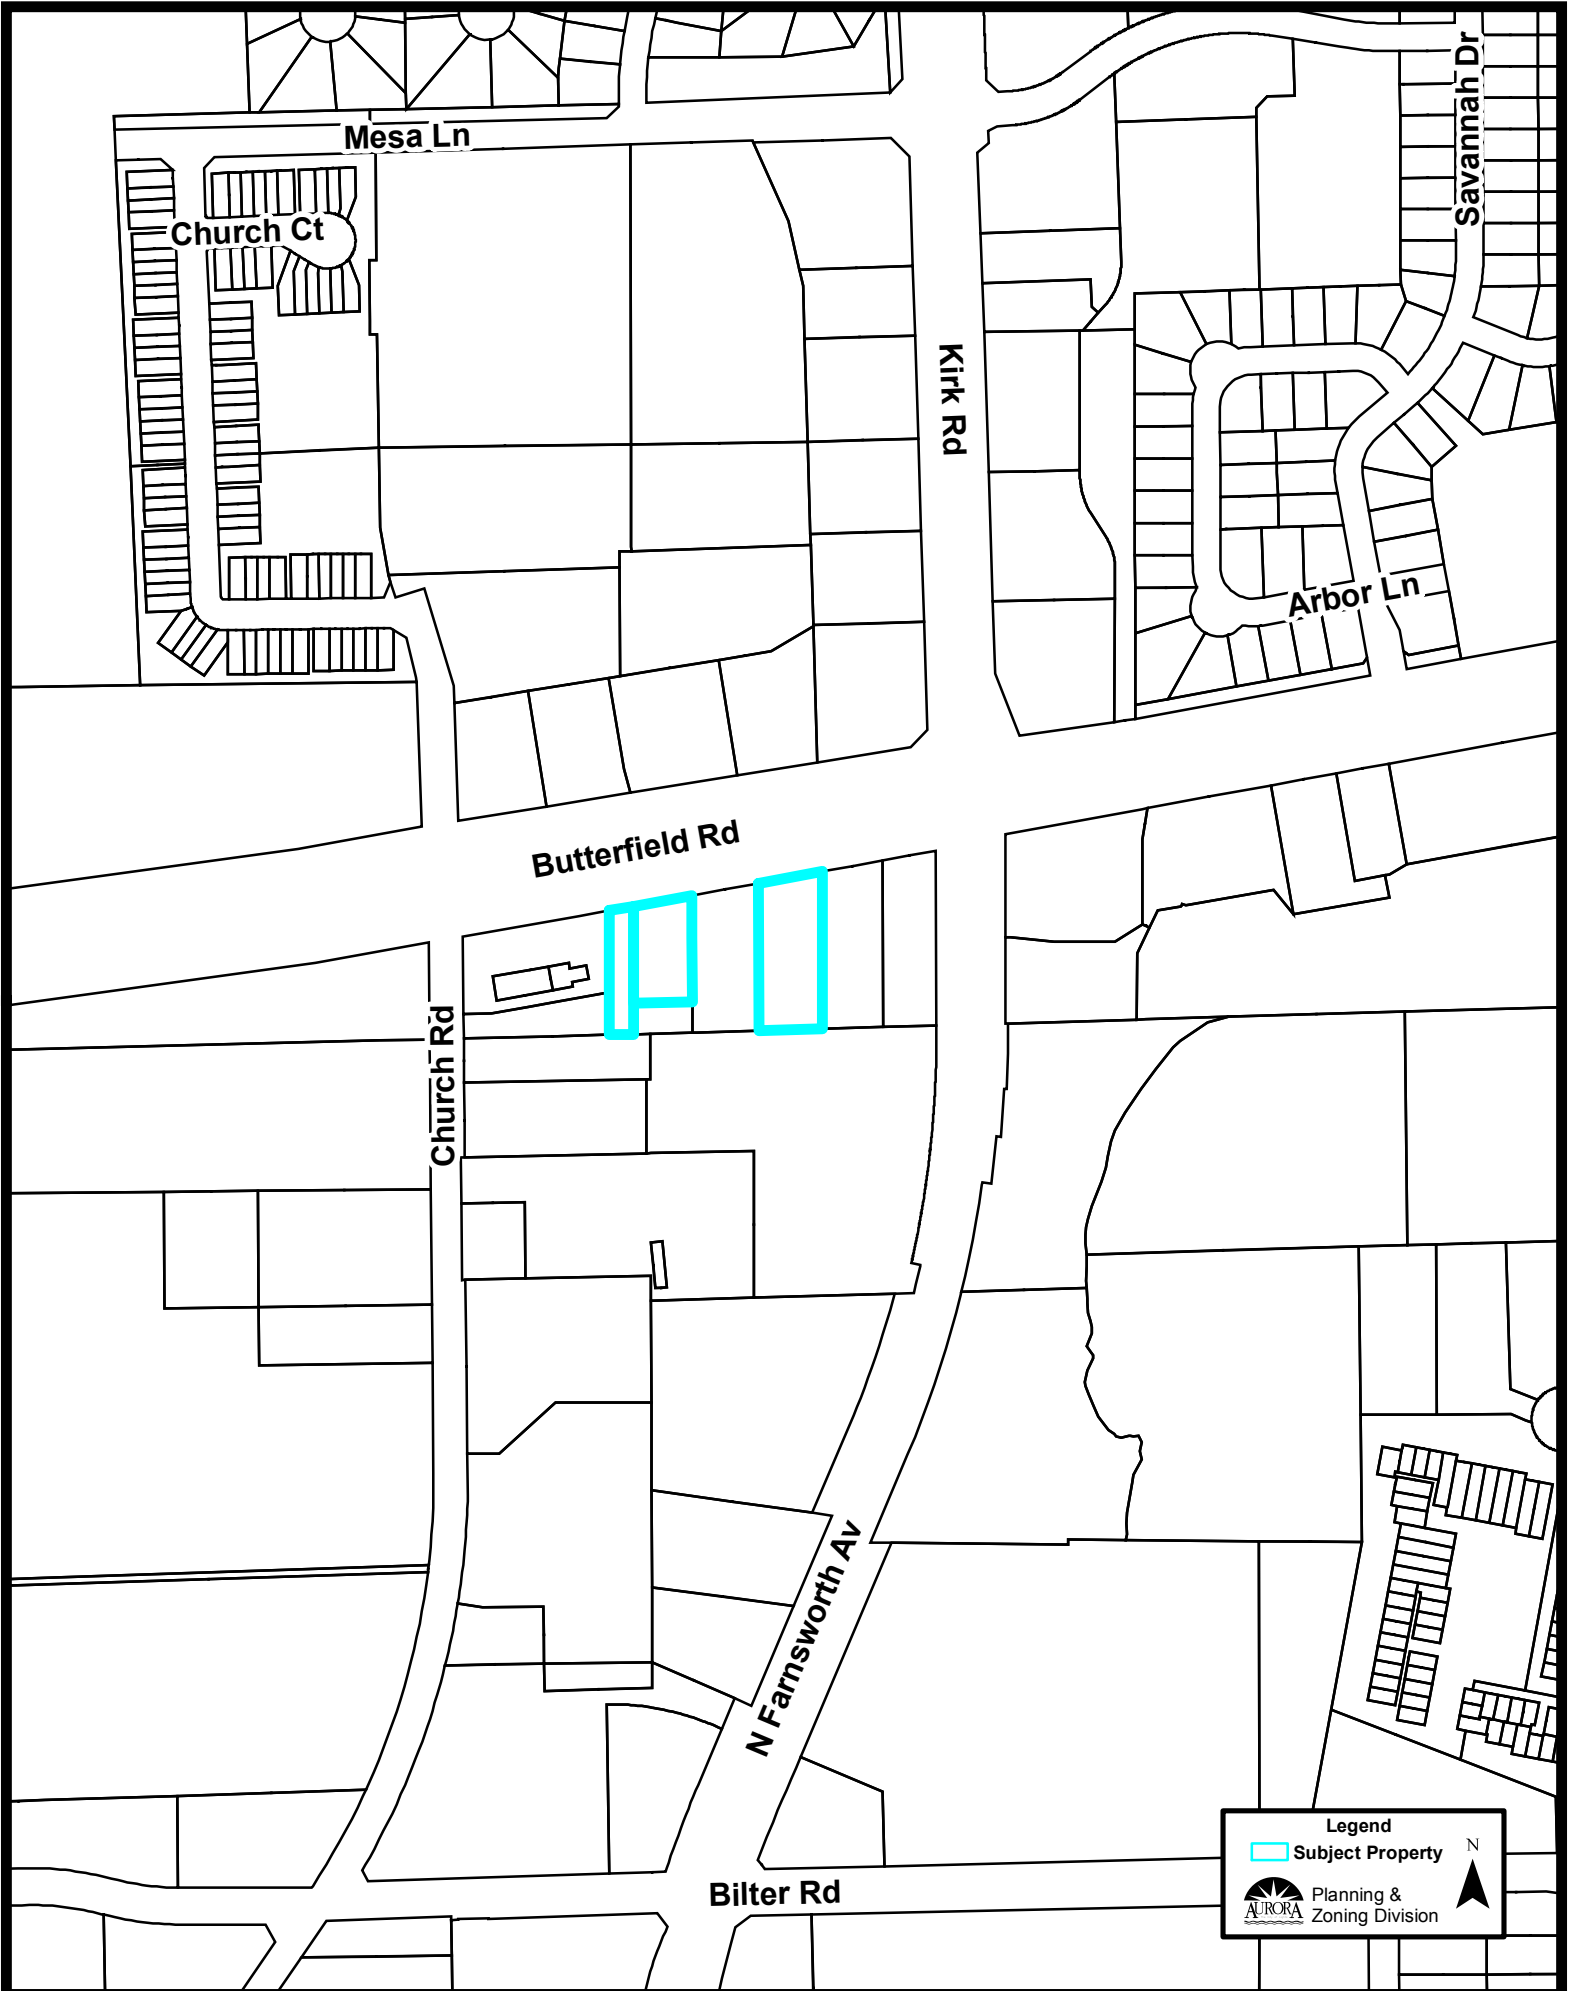 Savannah Dr
Mesa Ln
Church Ct
Kirk Rd
Arbor Ln
Butterfield Rd
Church Rd
N Farnsworth Av
Bilter Rd
Legend
Subject Property
N
AURORA
Planning &
Zoning Division